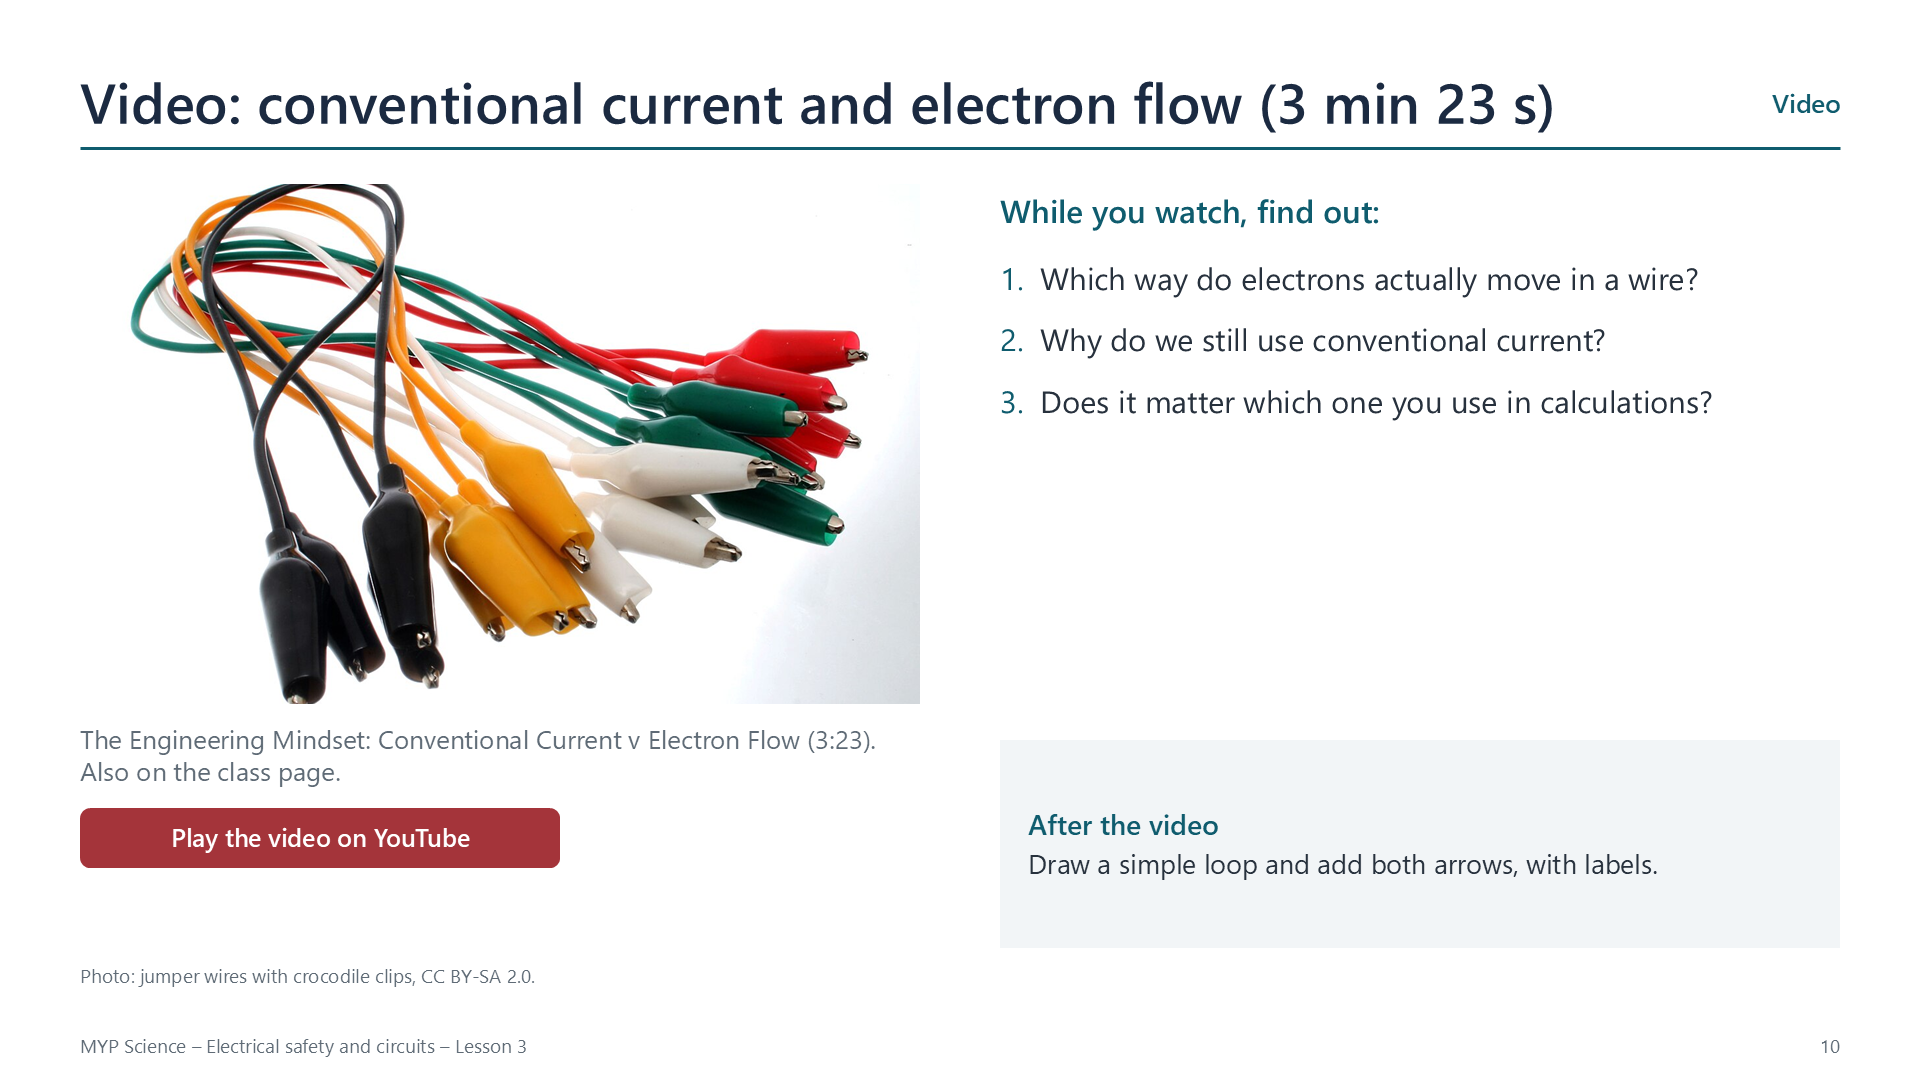 Video: conventional current and electron flow (3 min 23 s)
Video
While you watch, find out:
1. Which way do electrons actually move in a wire?
2. Why do we still use conventional current?
3. Does it matter which one you use in calculations?
The Engineering Mindset: Conventional Current v Electron Flow (3:23).
Also on the class page.
Play the video on YouTube
After the video
Draw a simple loop and add both arrows, with labels.
Photo: jumper wires with crocodile clips, CC BY-SA 2.0.
MYP Science – Electrical safety and circuits – Lesson 3
10